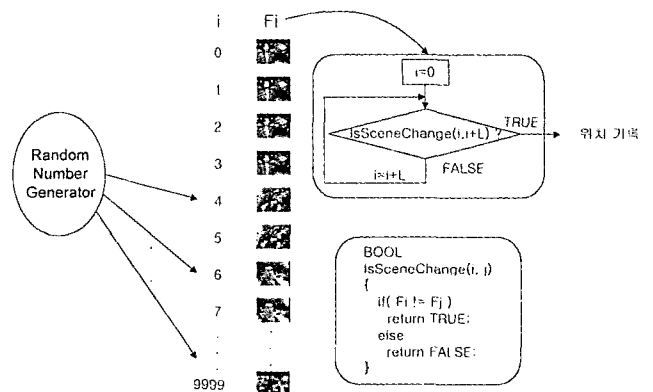 i Fi
0
1
2
3
4
5
6
7
.
.
.
9999
Random
Number
Generator
i=0
IsSceneChange(i,i+L) ?
TRUE
FALSE
i=i+L
위치 기록
BOOL
IsSceneChange(i, j)
{
if( Fi != Fj )
return TRUE;
else
return FALSE;
}